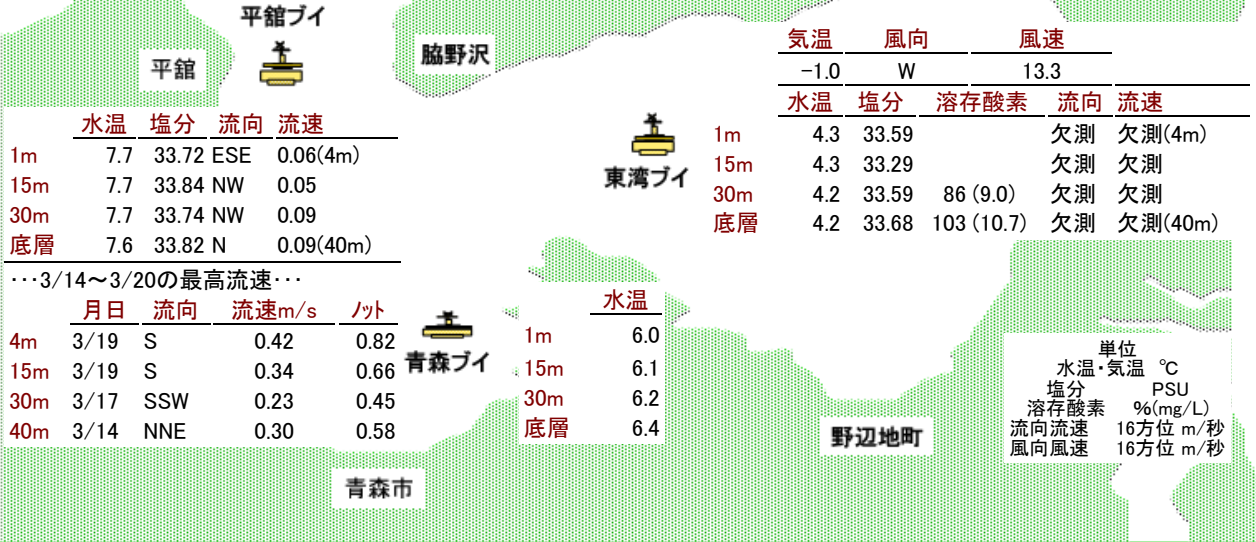 平舘ブイ
平舘
脇野沢
水温 塩分 流向 流速
1m 7.7 33.72 ESE 0.06(4m)
15m 7.7 33.84 NW 0.05
30m 7.7 33.74 NW 0.09
底層 7.6 33.82 N 0.09(40m)
･･･3/14～3/20の最高流速･･･
月日 流向 流速m/s ﾉｯﾄ
4m 3/19 S 0.42 0.82
15m 3/19 S 0.34 0.66
30m 3/17 SSW 0.23 0.45
40m 3/14 NNE 0.30 0.58
気温 風向 風速
-1.0 W 13.3
水温 塩分 溶存酸素 流向 流速
1m 4.3 33.59 欠測 欠測(4m)
15m 4.3 33.29 欠測 欠測
30m 4.2 33.59 86 (9.0) 欠測 欠測
底層 4.2 33.68 103 (10.7) 欠測 欠測(40m)
東湾ブイ
青森ブイ
水温
1m 6.0
15m 6.1
30m 6.2
底層 6.4
青森市
野辺地町
単位
水温・気温 ℃
塩分 PSU
溶存酸素 %(mg/L)
流向流速 16方位 m/秒
風向風速 16方位 m/秒